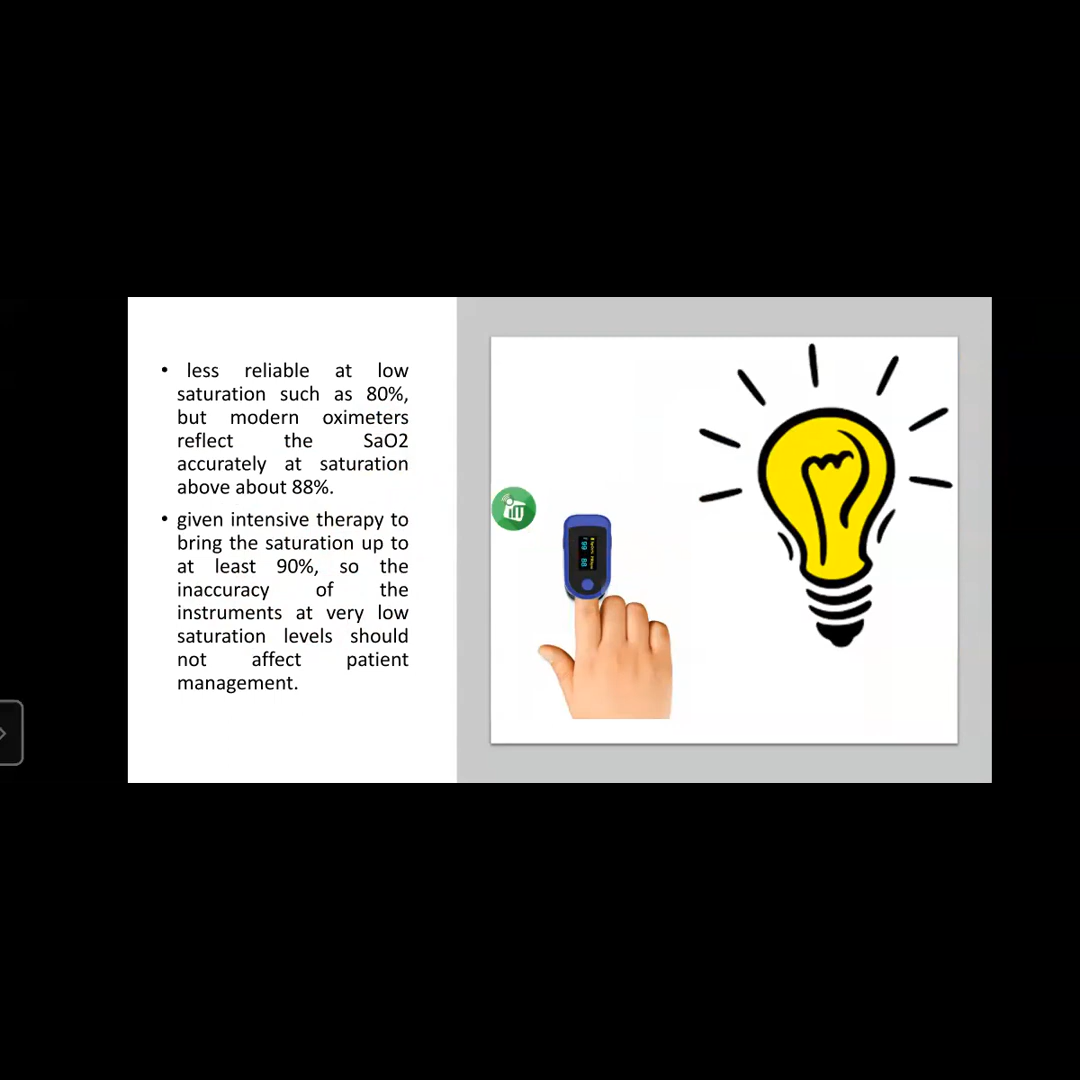 • less reliable at low
saturation such as 80%,
but modern oximeters
reflect the SaO2
accurately at saturation
above about 88%.
• given intensive therapy to
bring the saturation up to
at least 90%, so the
inaccuracy of the
instruments at very low
saturation levels should
not affect patient
management.
99 88